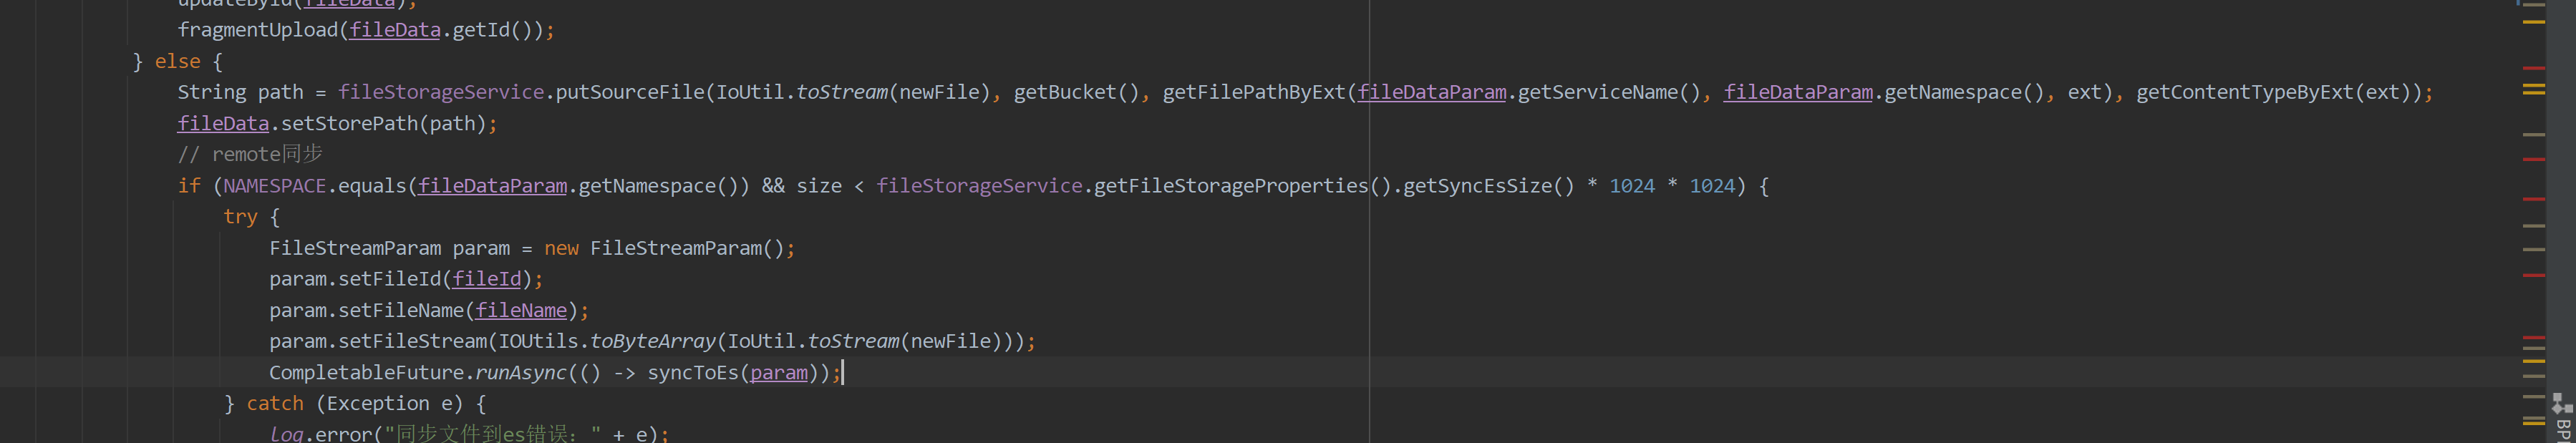 updateById(fileData);
fragmentUpload(fileData.getId());
} else {
String path = fileStorageService.putSourceFile(IoUtil.toStream(newFile), getBucket(), getFilePathByExt(fileDataParam.getServiceName(), fileDataParam.getNamespace(), ext), getContentTypeByExt(ext));
fileData.setStorePath(path);
// remote同步
if (NAMESPACE.equals(fileDataParam.getNamespace()) && size < fileStorageService.getFileStorageProperties().getSyncEsSize() * 1024 * 1024) {
try {
FileStreamParam param = new FileStreamParam();
param.setFileId(fileId);
param.setFileName(fileName);
param.setFileStream(IOUtils.toByteArray(IoUtil.toStream(newFile)));
CompletableFuture.runAsync(() -> syncToEs(param));
} catch (Exception e) {
log.error("同步文件到es错误：" + e);